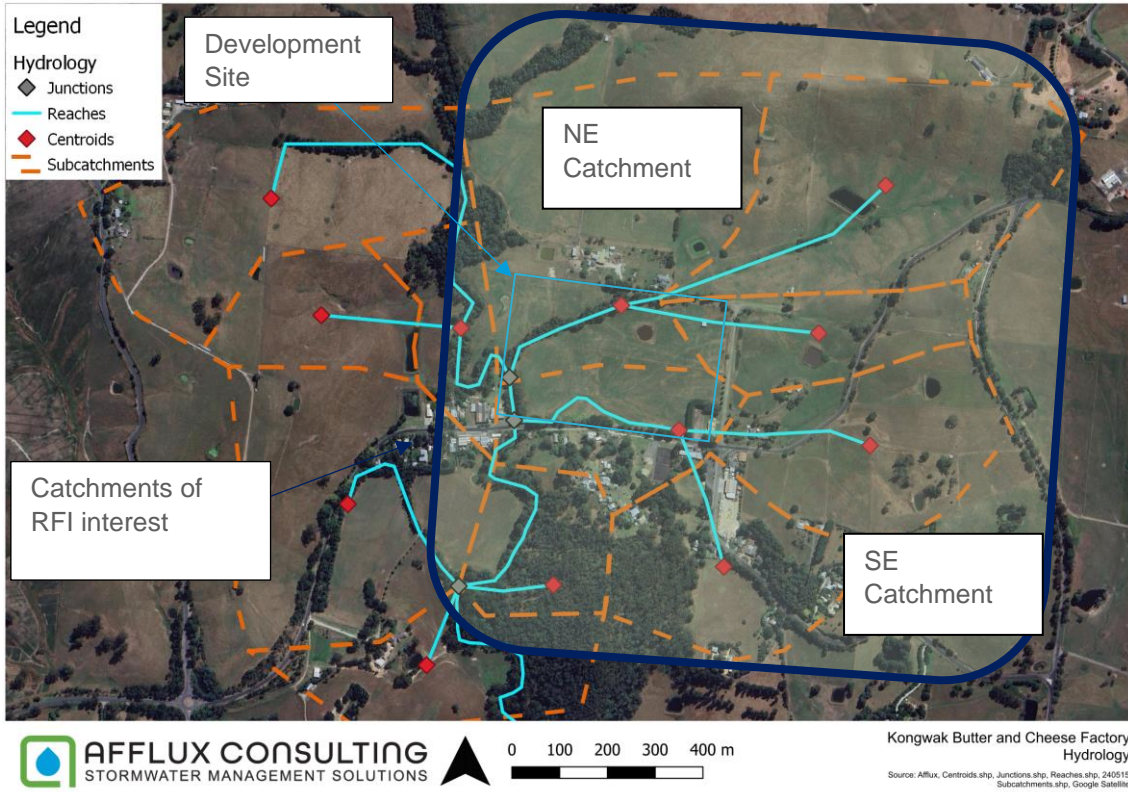 Legend
Hydrology
Junctions
Reaches
Centroids
Subcatchments
Development
Site
NE
Catchment
Catchments of
RFI interest
SE
Catchment
AFFLUX CONSULTING
STORMWATER MANAGEMENT SOLUTIONS
0 100 200 300 400 m
Kongwak Butter and Cheese Factory
Hydrology
Source: Afflux, Centroids.shp, Junctions.shp, Reaches.shp, 240515
Subcatchments.shp, Google Satellite